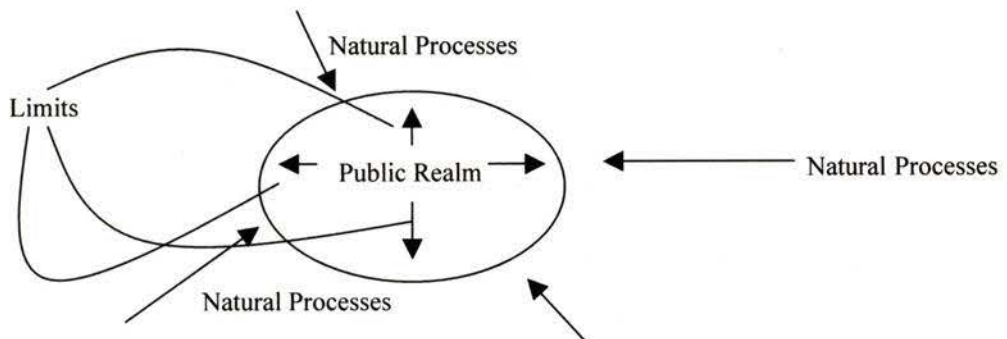 Natural Processes
Limits
Public Realm
Natural Processes
Natural Processes